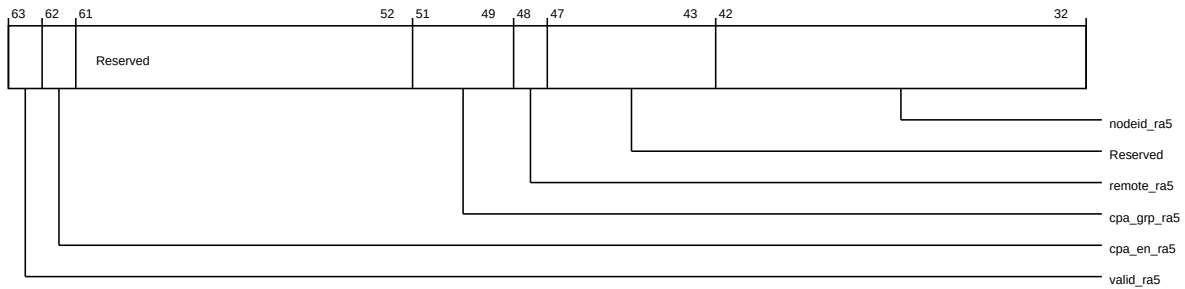 63 62 61 52 51 49 48 47 43 42 32
Reserved
nodeid_ra5
Reserved
remote_ra5
cpa_grp_ra5
cpa_en_ra5
valid_ra5